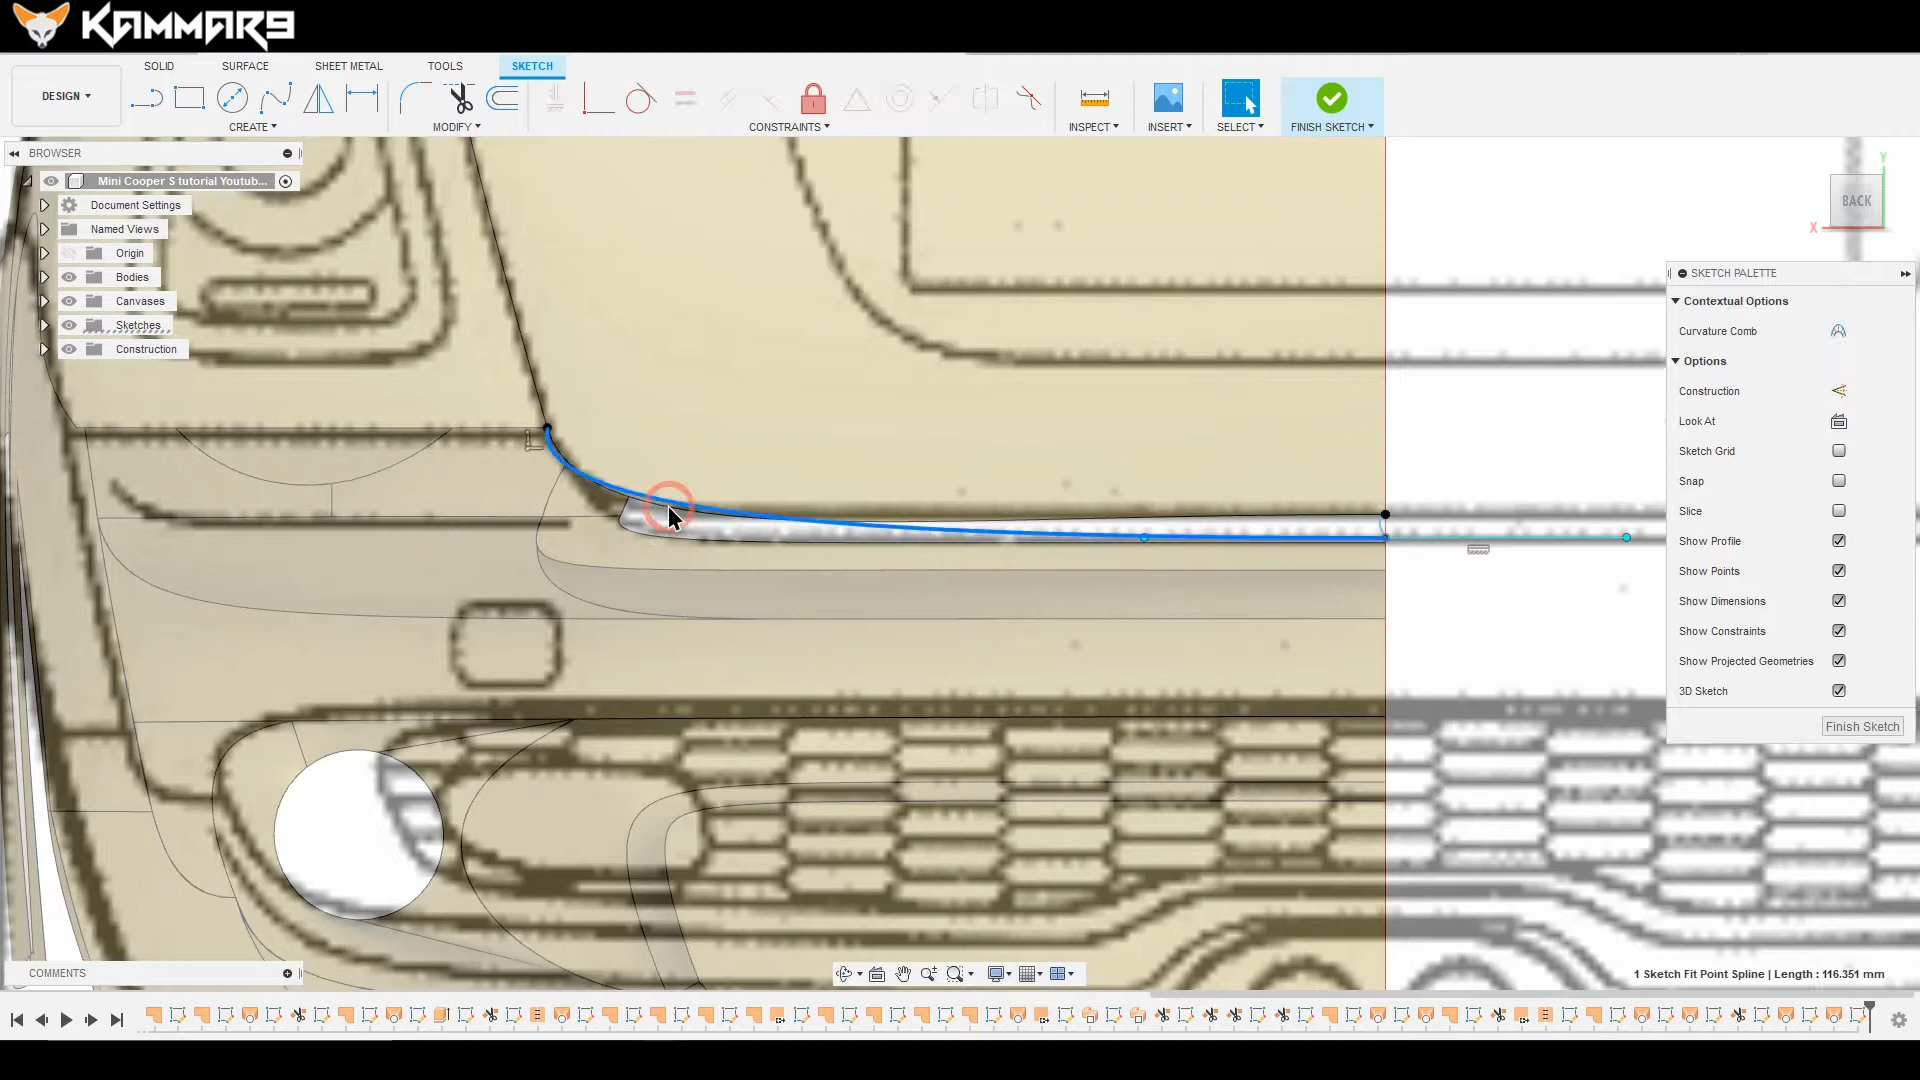 KAMMAR9
SOLID SURFACE SHEET METAL TOOLS SKETCH
DESIGN
CREATE MODIFY CONSTRAINTS INSPECT INSERT SELECT FINISH SKETCH
BROWSER
Mini Cooper S tutorial Youtub...
Document Settings
Named Views
Origin
Bodies
Canvases
Sketches
Construction
BACK
X
Y
SKETCH PALETTE
Contextual Options
Curvature Comb
Options
Construction
Look At
Sketch Grid
Snap
Slice
Show Profile
Show Points
Show Dimensions
Show Constraints
Show Projected Geometries
3D Sketch
Finish Sketch
COMMENTS
1 Sketch Fit Point Spline | Length : 116.351 mm